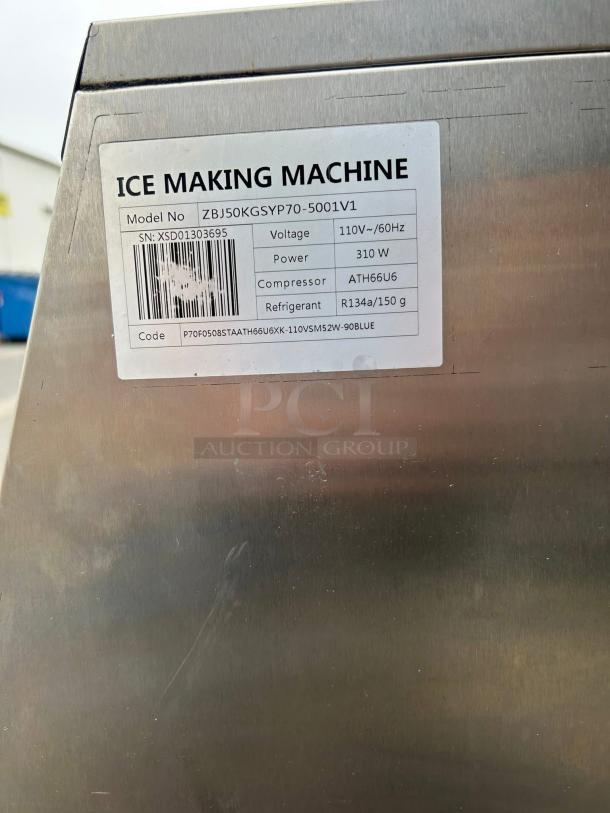 ICE MAKING MACHINE
Model No ZBJ50KGSYP70-5001V1
SN: XSD01303695
Voltage 110V~/60Hz
Power 310 W
Compressor ATH66U6
Refrigerant R134a/150 g
Code P70F0508STAATH66U6XK-110VSM52W-90BLUE
PCI
AUCTION GROUP